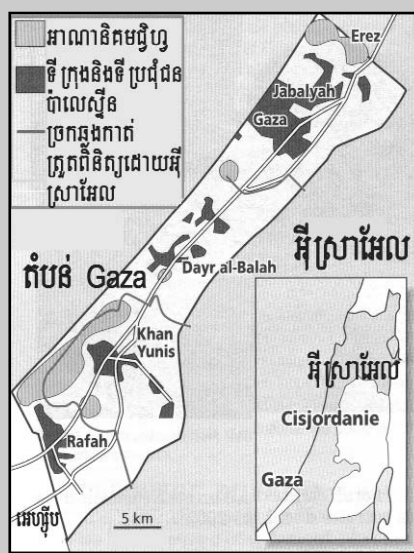 អាណានិគមជ្វីហ្វ
ទីក្រុងនិងទីប្រជុំជន
ប៉ាលេស្ទីន
ច្រកឆ្លងកាត់
ត្រួតពិនិត្យដោយអ៊ី
ស្រាអែល
Erez
Jabalyah
Gaza
Dayr al-Balah
អ៊ីស្រាអែល
តំបន់ Gaza
Khan
Yunis
Rafah
អេហ្ស៊ីប
5 km
អ៊ីស្រាអែល
Cisjordanie
Gaza